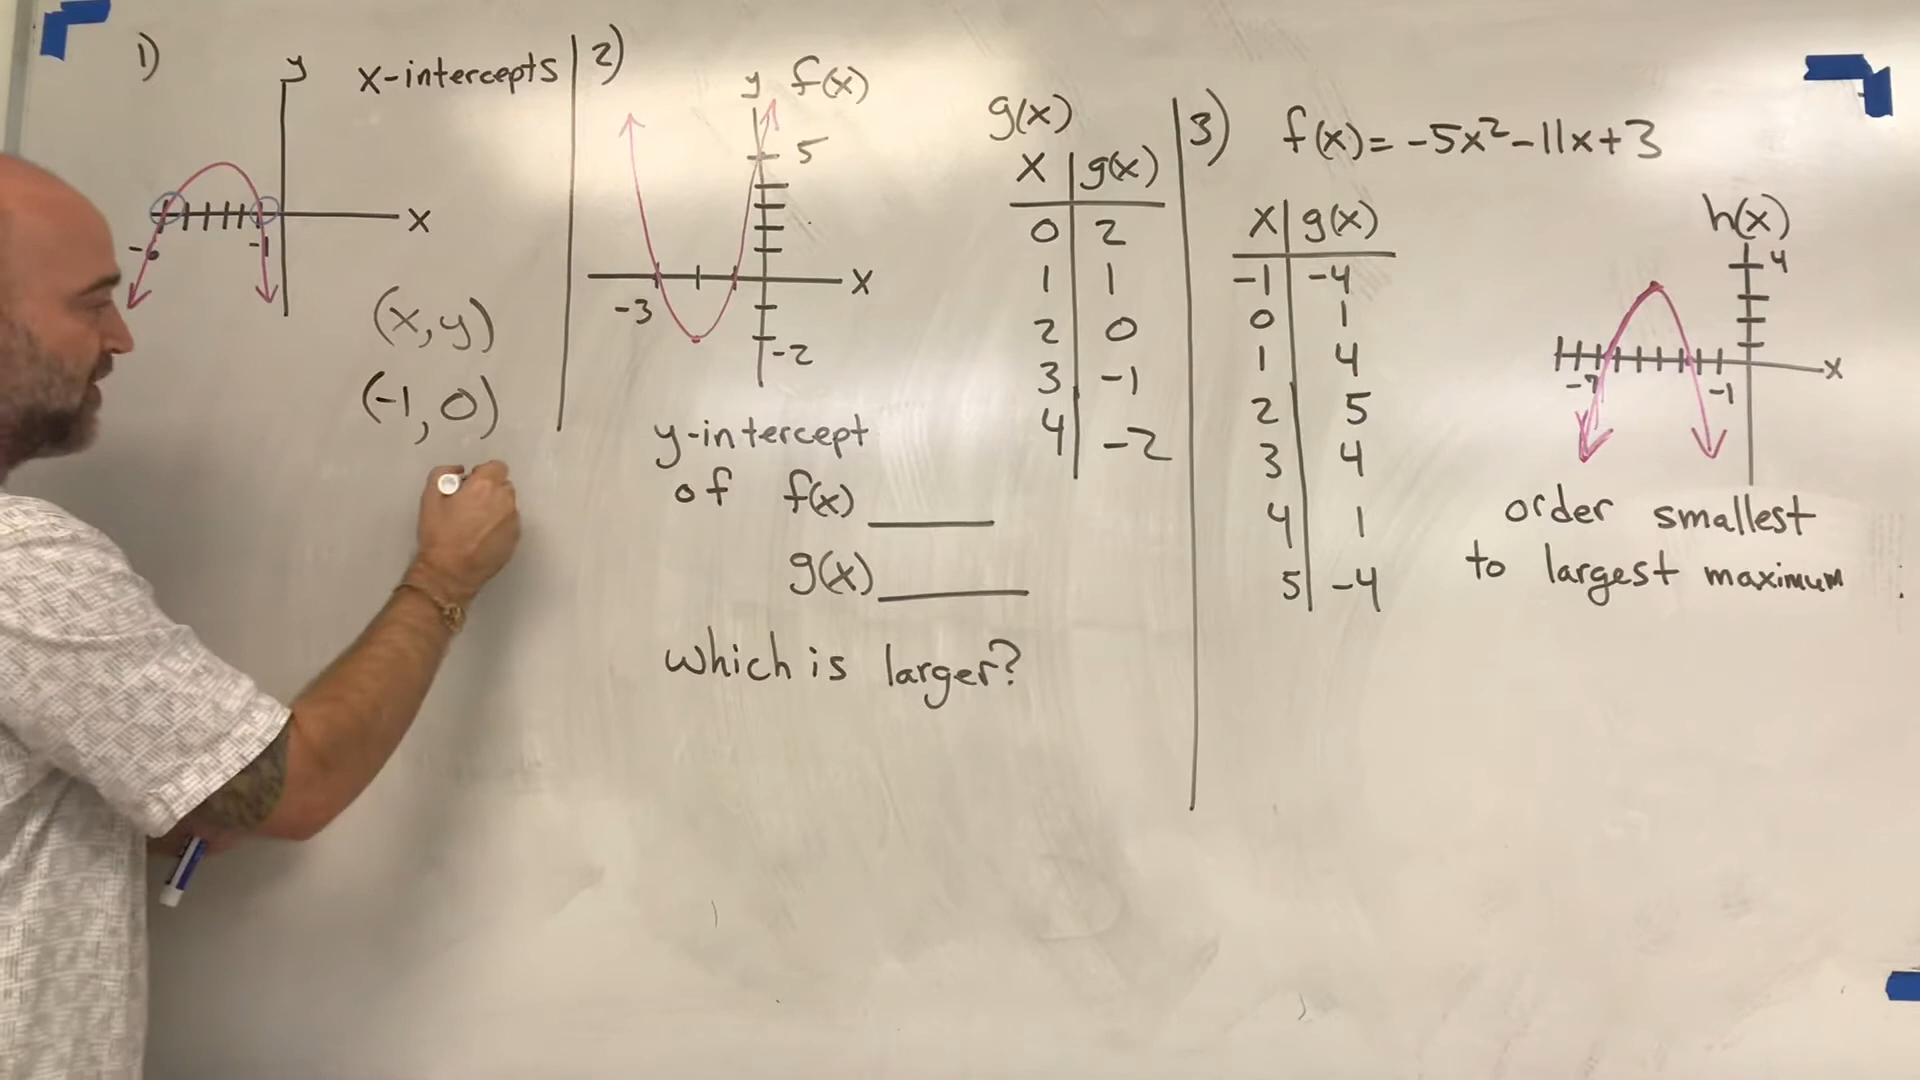 1)
y
x-intercepts
x
-6
-1
(x,y)
(-1,0)
2)
y f(x)
5
x
-3
-2
g(x)
x g(x)
0 2
1 1
2 0
3 -1
4 -2
y-intercept
of f(x)
g(x)
which is larger?
3) f(x)= -5x²-11x+3
x g(x)
-1 -4
0 1
1 4
2 5
3 4
4 1
5 -4
h(x)
4
x
-7
-1
order smallest
to largest maximum